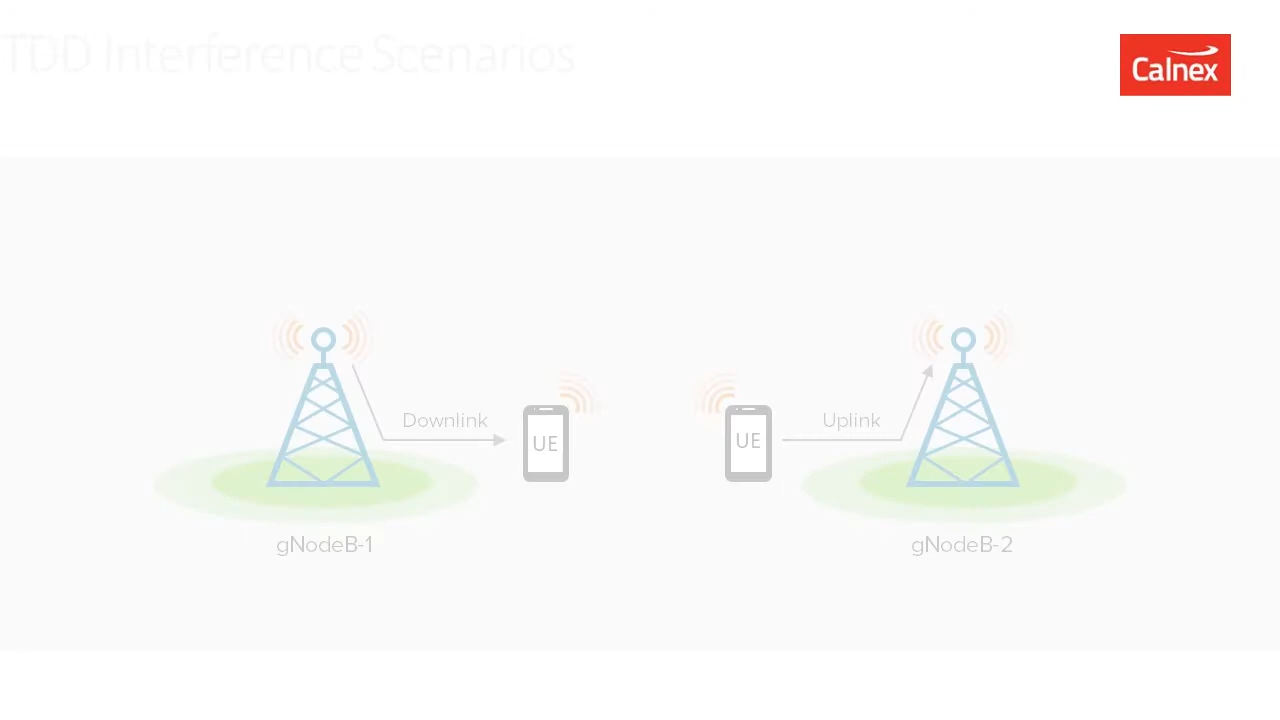 TDD Interference Scenarios
Calnex
Downlink
Uplink
UE
UE
gNodeB-1
gNodeB-2